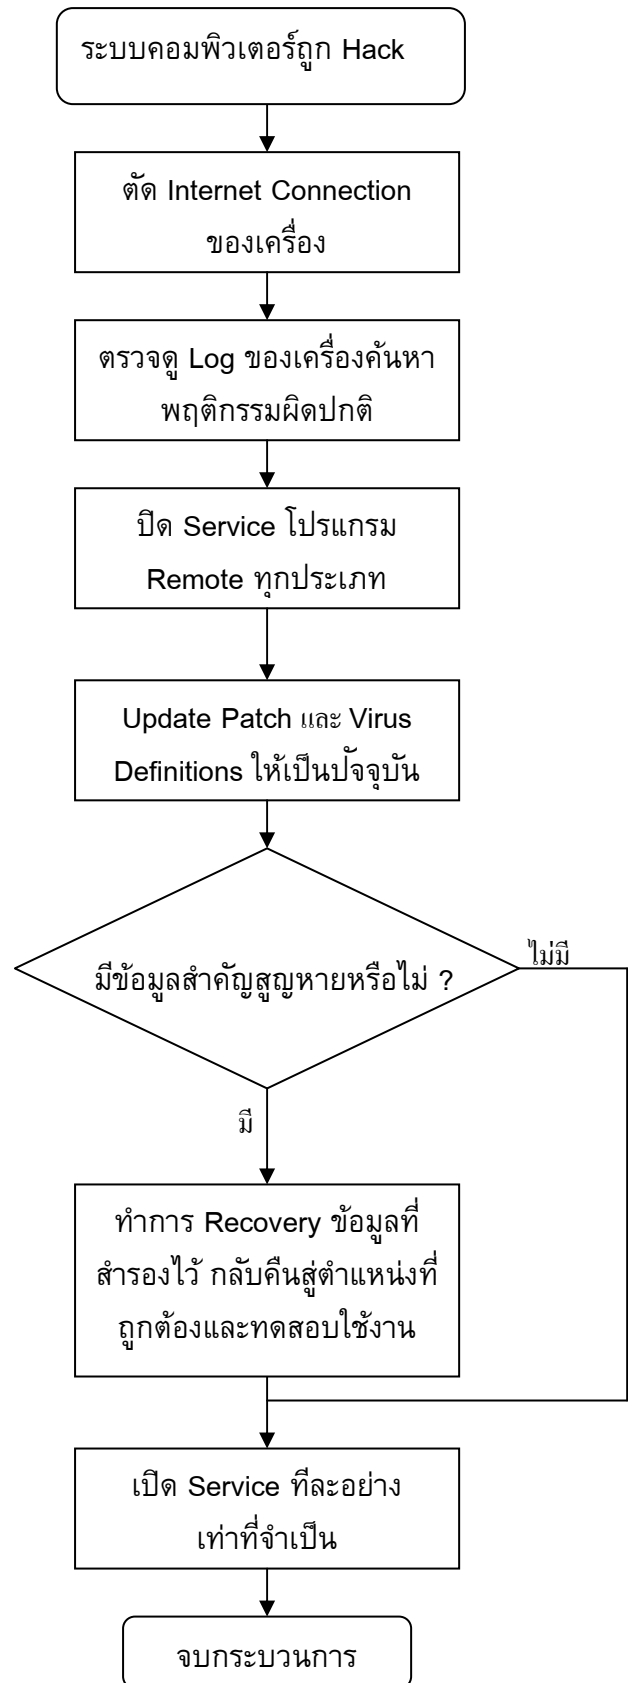 ระบบคอมพิวเตอร์ถูก Hack
ตัด Internet Connection
ของเครื่อง
ตรวจดู Log ของเครื่องค้นหา
พฤติกรรมผิดปกติ
ปิด Service โปรแกรม
Remote ทุกประเภท
Update Patch และ Virus
Definitions ให้เป็นปัจจุบัน
มีข้อมูลสำคัญสูญหายหรือไม่ ?
ไม่มี
มี
ทำการ Recovery ข้อมูลที่
สำรองไว้ กลับคืนสู่ตำแหน่งที่
ถูกต้องและทดสอบใช้งาน
เปิด Service ทีละอย่าง
เท่าที่จำเป็น
จบกระบวนการ